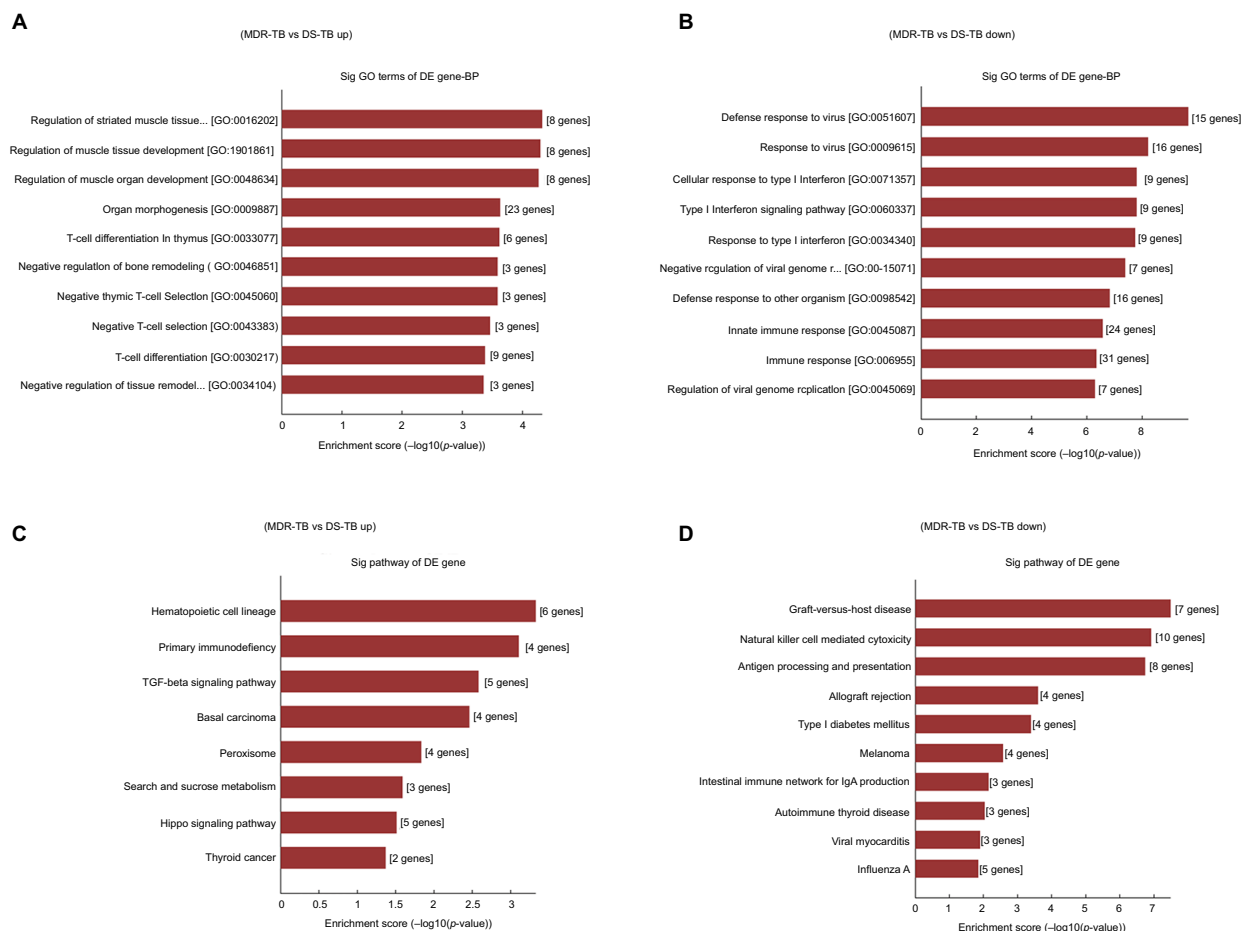 A
(MDR-TB vs DS-TB up)
Sig GO terms of DE gene-BP
Regulation of striated muscle tissue... [GO:0016202] [8 genes]
Regulation of muscle tissue development [GO:1901861] [8 genes]
Regulation of muscle organ development [GO:0048634] [8 genes]
Organ morphogenesis [GO:0009887] [23 genes]
T-cell differentiation In thymus [GO:0033077] [6 genes]
Negative regulatlon of bone remodeling ( GO:0046851] [3 genes]
Negative thymic T-cell Selectlon [GO:0045060] [3 genes]
Negative T-cell selection [GO:0043383) [3 genes]
T-cell differentiation [GO:0030217) [9 genes]
Negative regulation of tissue remodel... [GO:0034104) [3 genes]
0 1 2 3 4
Enrichment score (–log10(p-value))
B
(MDR-TB vs DS-TB down)
Sig GO terms of DE gene-BP
Defense response to virus [GO:0051607] [15 genes]
Response to virus [GO:0009615] [16 genes]
Cellular response to type I Interferon [GO:0071357] [9 genes]
Type I Interferon signaling pathway [GO:0060337] [9 genes]
Response to type I interferon [GO:0034340] [9 genes]
Negative rcgulation of viral genome r... [GO:00-15071] [7 genes]
Defense response to other organism [GO:0098542] [16 genes]
Innate immune response [GO:0045087] [24 genes]
Immune response [GO:006955] [31 genes]
Regulation of viral genome rcplicatlon [GO:0045069] [7 genes]
0 2 4 6 8
Enrichment score (–log10(p-value))
C
(MDR-TB vs DS-TB up)
Sig pathway of DE gene
Hematopoietic cell lineage [6 genes]
Primary immunodefiency [4 genes]
TGF-beta signaling pathway [5 genes]
Basal carcinoma [4 genes]
Peroxisome [4 genes]
Search and sucrose metabolism [3 genes]
Hippo signaling pathway [5 genes]
Thyroid cancer [2 genes]
0 0.5 1 1.5 2 2.5 3
Enrichment score (–log10(p-value))
D
(MDR-TB vs DS-TB down)
Sig pathway of DE gene
Graft-versus-host disease [7 genes]
Natural killer cell mediated cytoxicity [10 genes]
Antigen processing and presentation [8 genes]
Allograft rejection [4 genes]
Type I diabetes mellitus [4 genes]
Melanoma [4 genes]
Intestinal immune network for IgA production [3 genes]
Autoimmune thyroid disease [3 genes]
Viral myocarditis [3 genes]
Influenza A [5 genes]
0 1 2 3 4 5 6 7
Enrichment score (–log10(p-value))